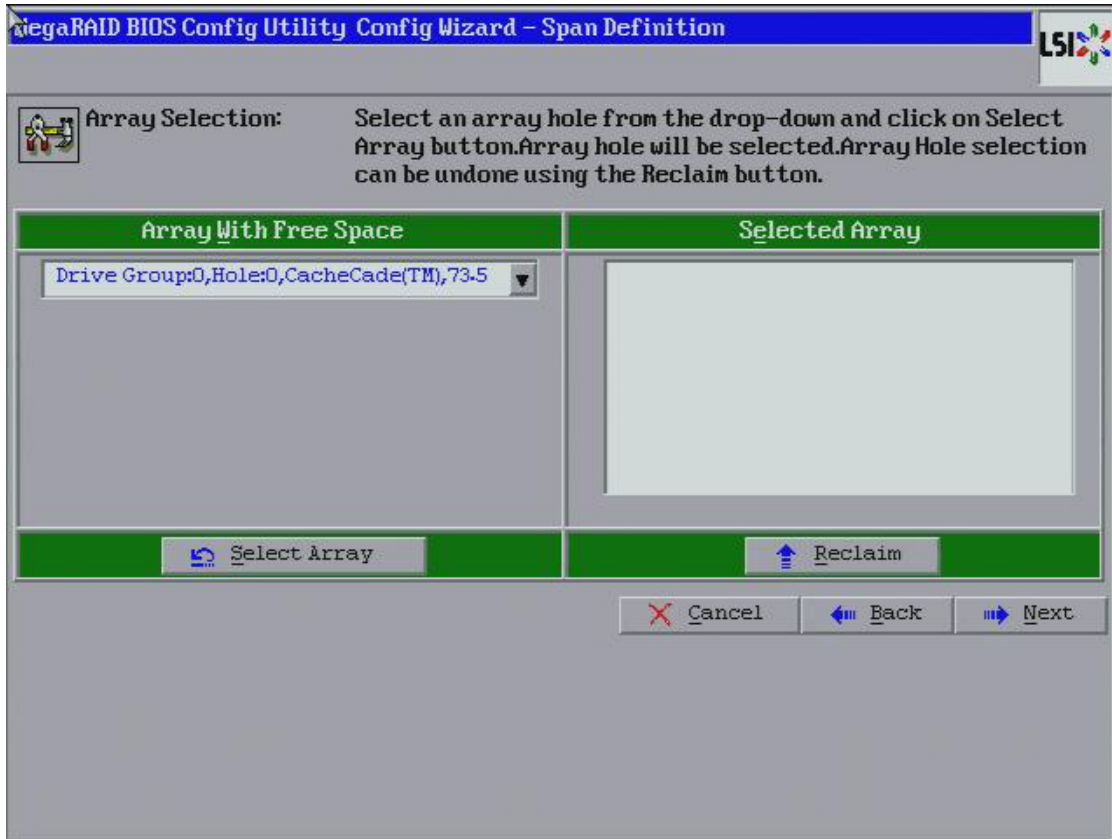 MegaRAID BIOS Config Utility Config Wizard – Span Definition
LSI
Array Selection:
Select an array hole from the drop-down and click on Select
Array button.Array hole will be selected.Array Hole selection
can be undone using the Reclaim button.
Array With Free Space
Selected Array
Drive Group:0,Hole:0,CacheCade(TM),73.5
Select Array
Reclaim
Cancel
Back
Next